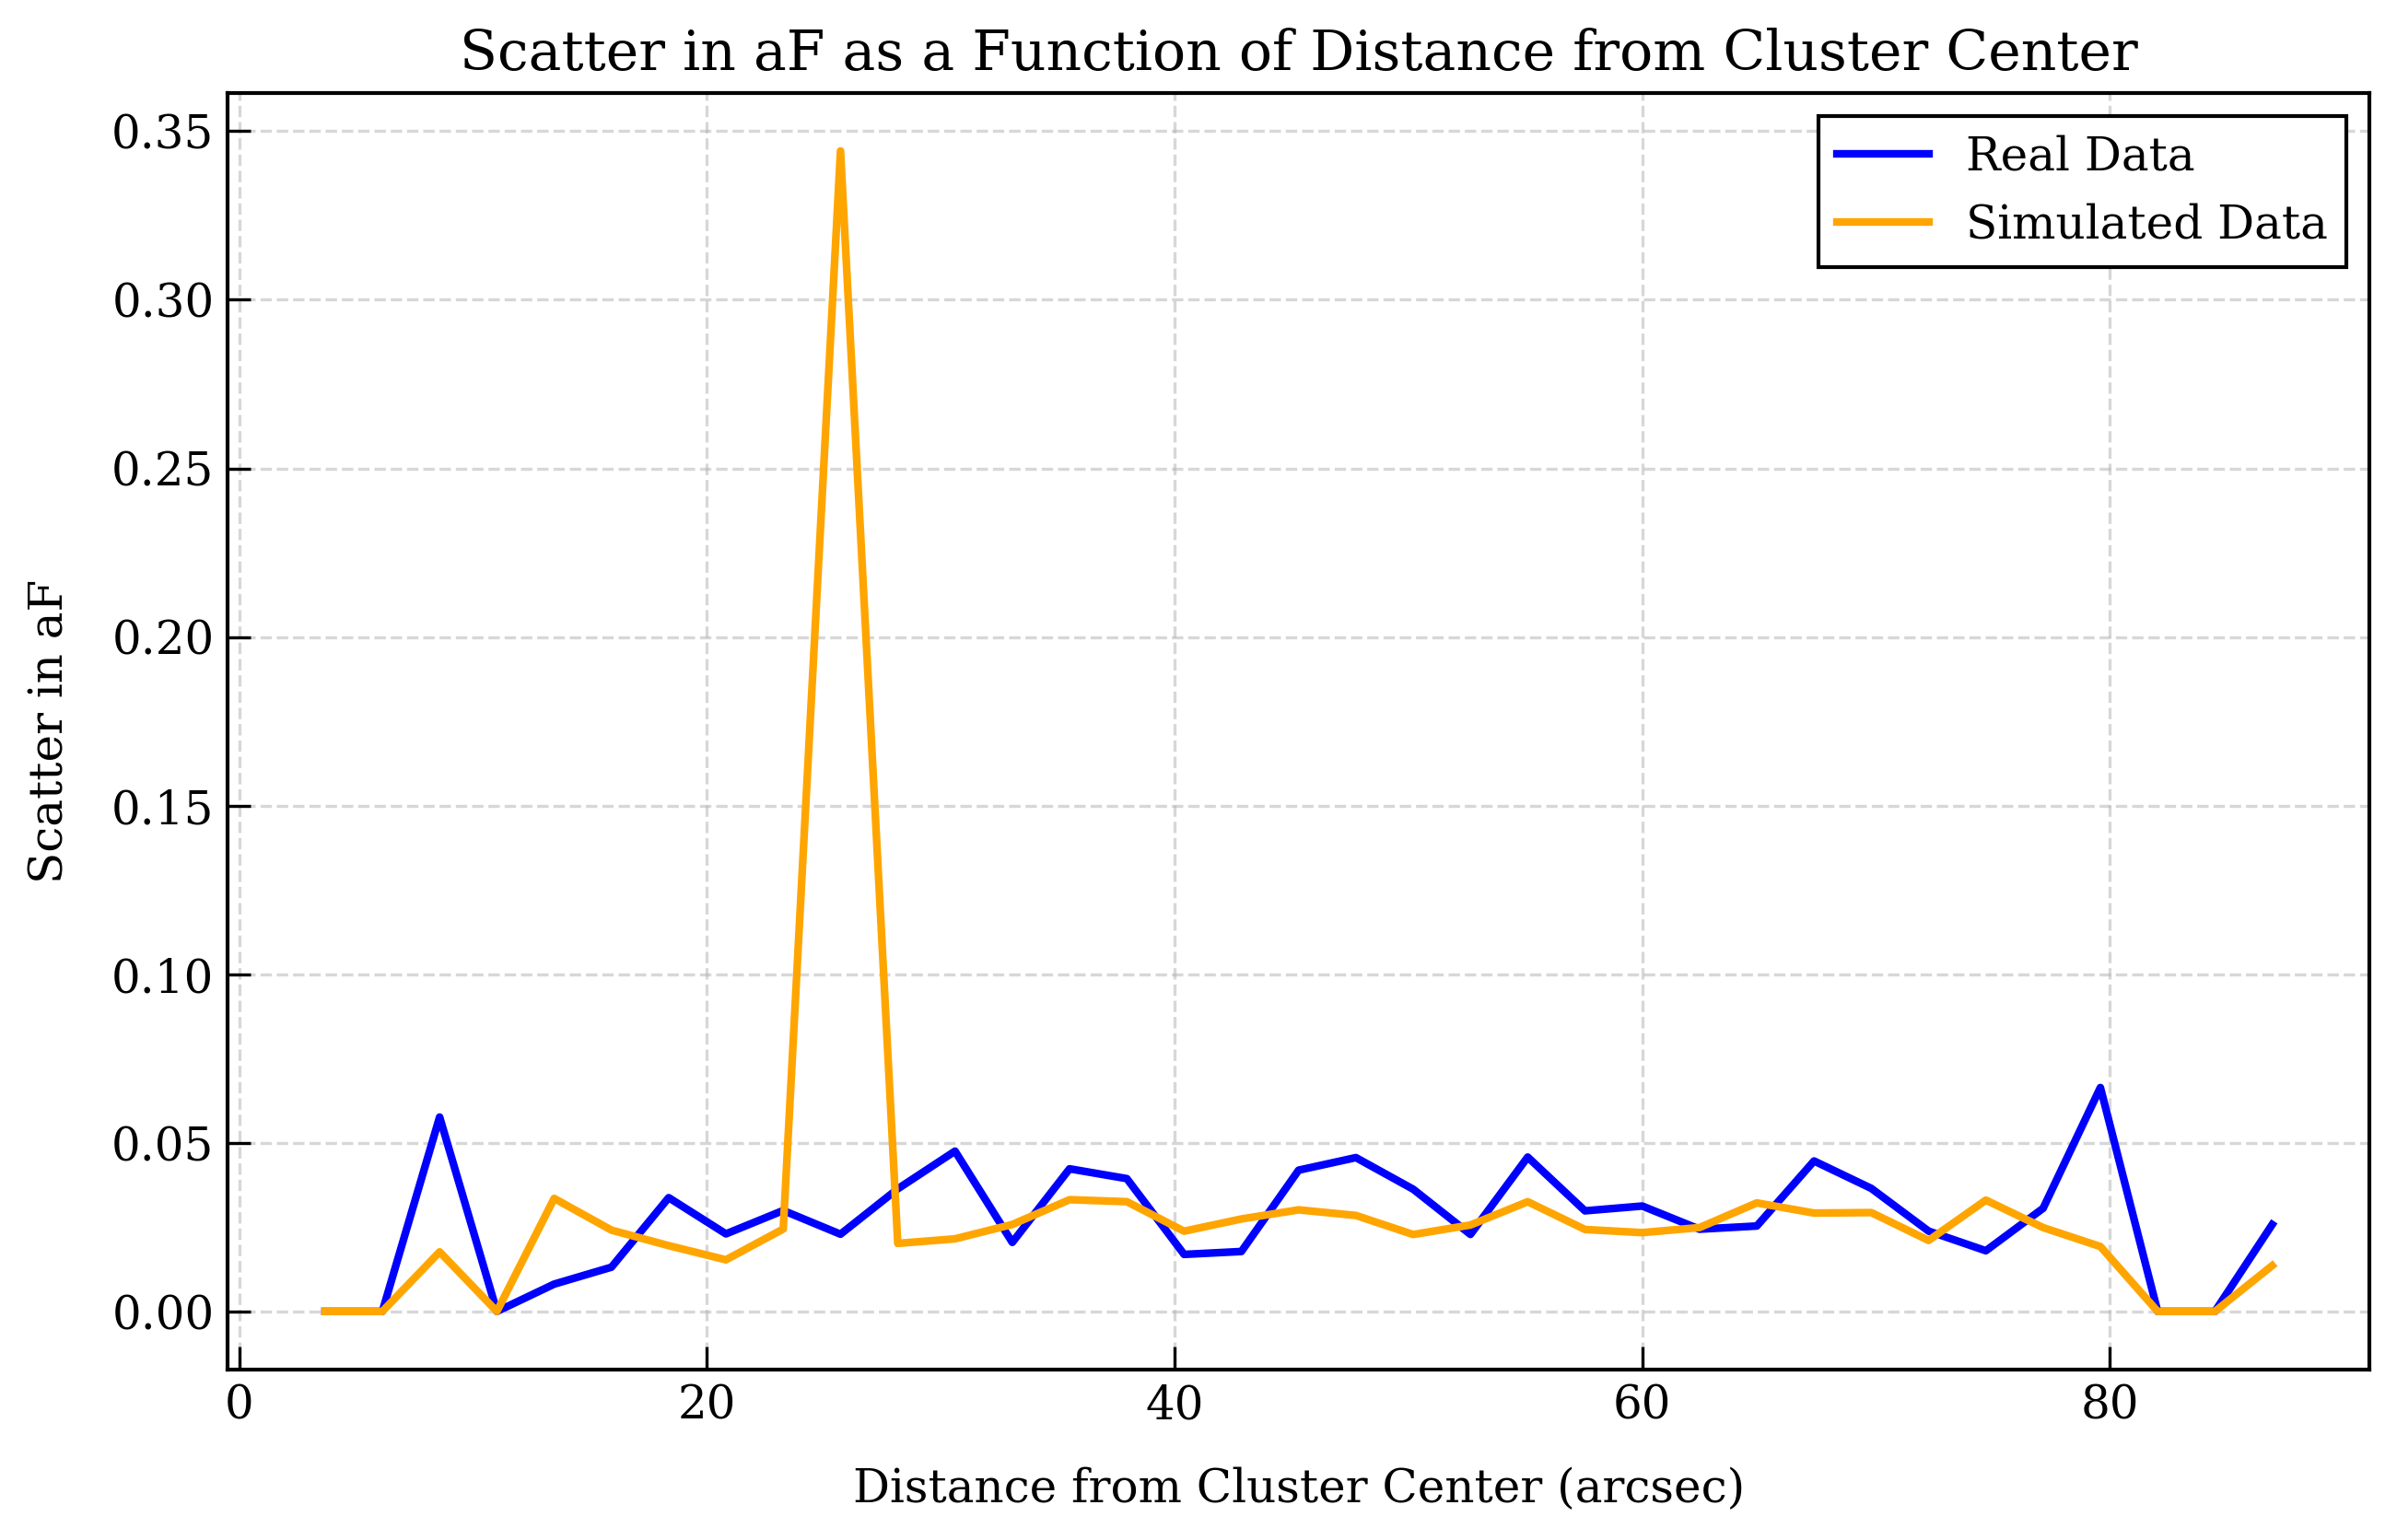 Scatter in aF as a Function of Distance from Cluster Center
Real Data
Simulated Data
Scatter in aF
0.35
0.30
0.25
0.20
0.15
0.10
0.05
0.00
0 20 40 60 80
Distance from Cluster Center (arcsec)